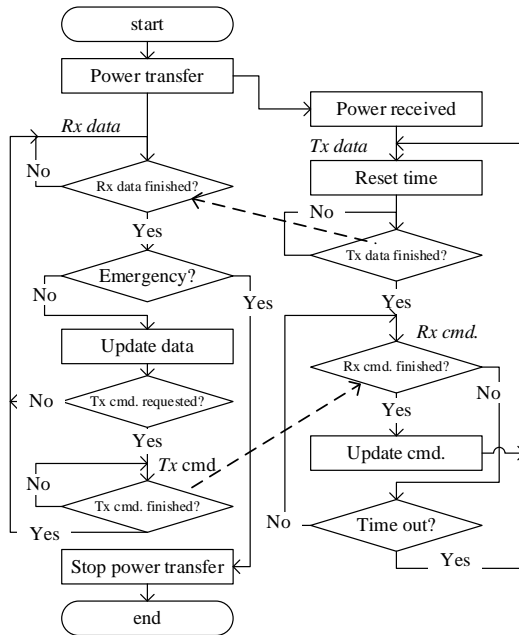 start
Power transfer
Rx data
No
Rx data finished?
Yes
Emergency?
No
Yes
Update data
No
Tx cmd. requested?
Yes
Tx cmd
No
Tx cmd. finished?
Yes
Stop power transfer
end
Power received
Tx data
Reset time
No
Tx data finished?
Yes
Rx cmd.
Rx cmd. finished?
No
Yes
Update cmd.
No
Time out?
Yes